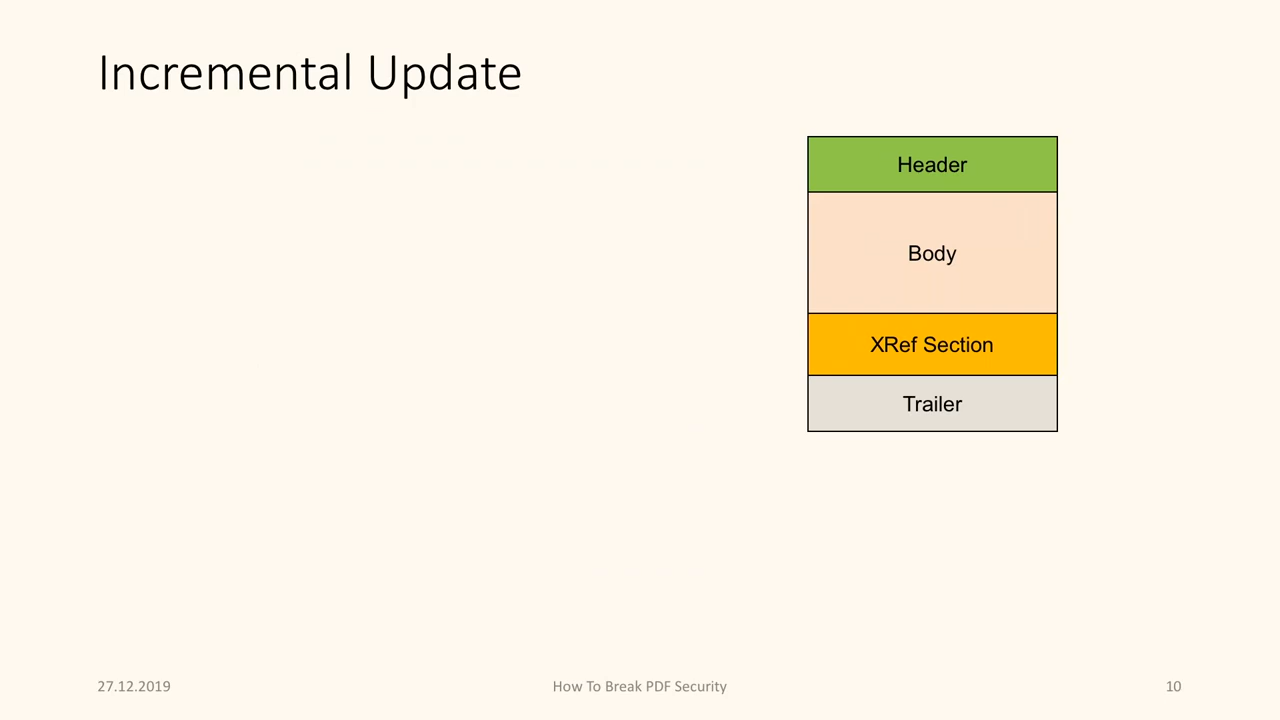 Incremental Update
Header
Body
XRef Section
Trailer
27.12.2019
How To Break PDF Security
10